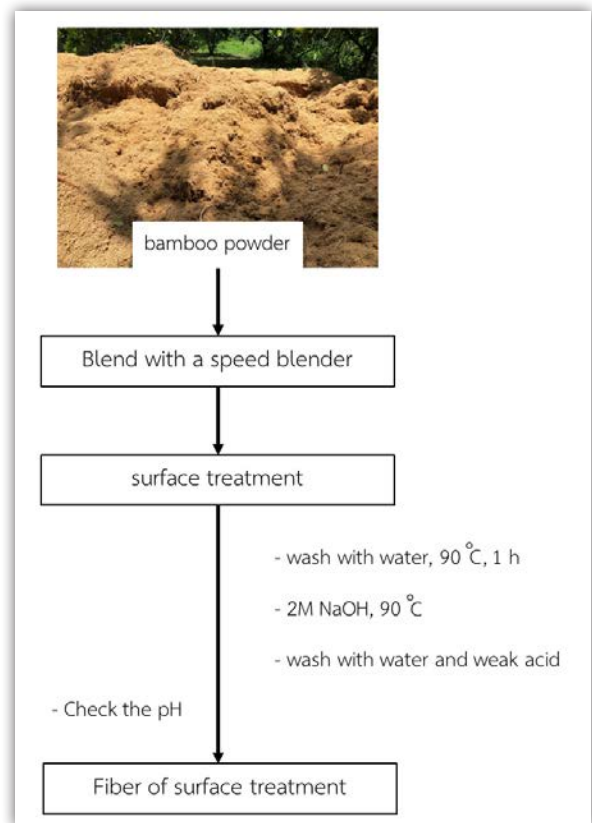 bamboo powder
Blend with a speed blender
surface treatment
- wash with water, 90 °C, 1 h
- 2M NaOH, 90 °C
- wash with water and weak acid
- Check the pH
Fiber of surface treatment